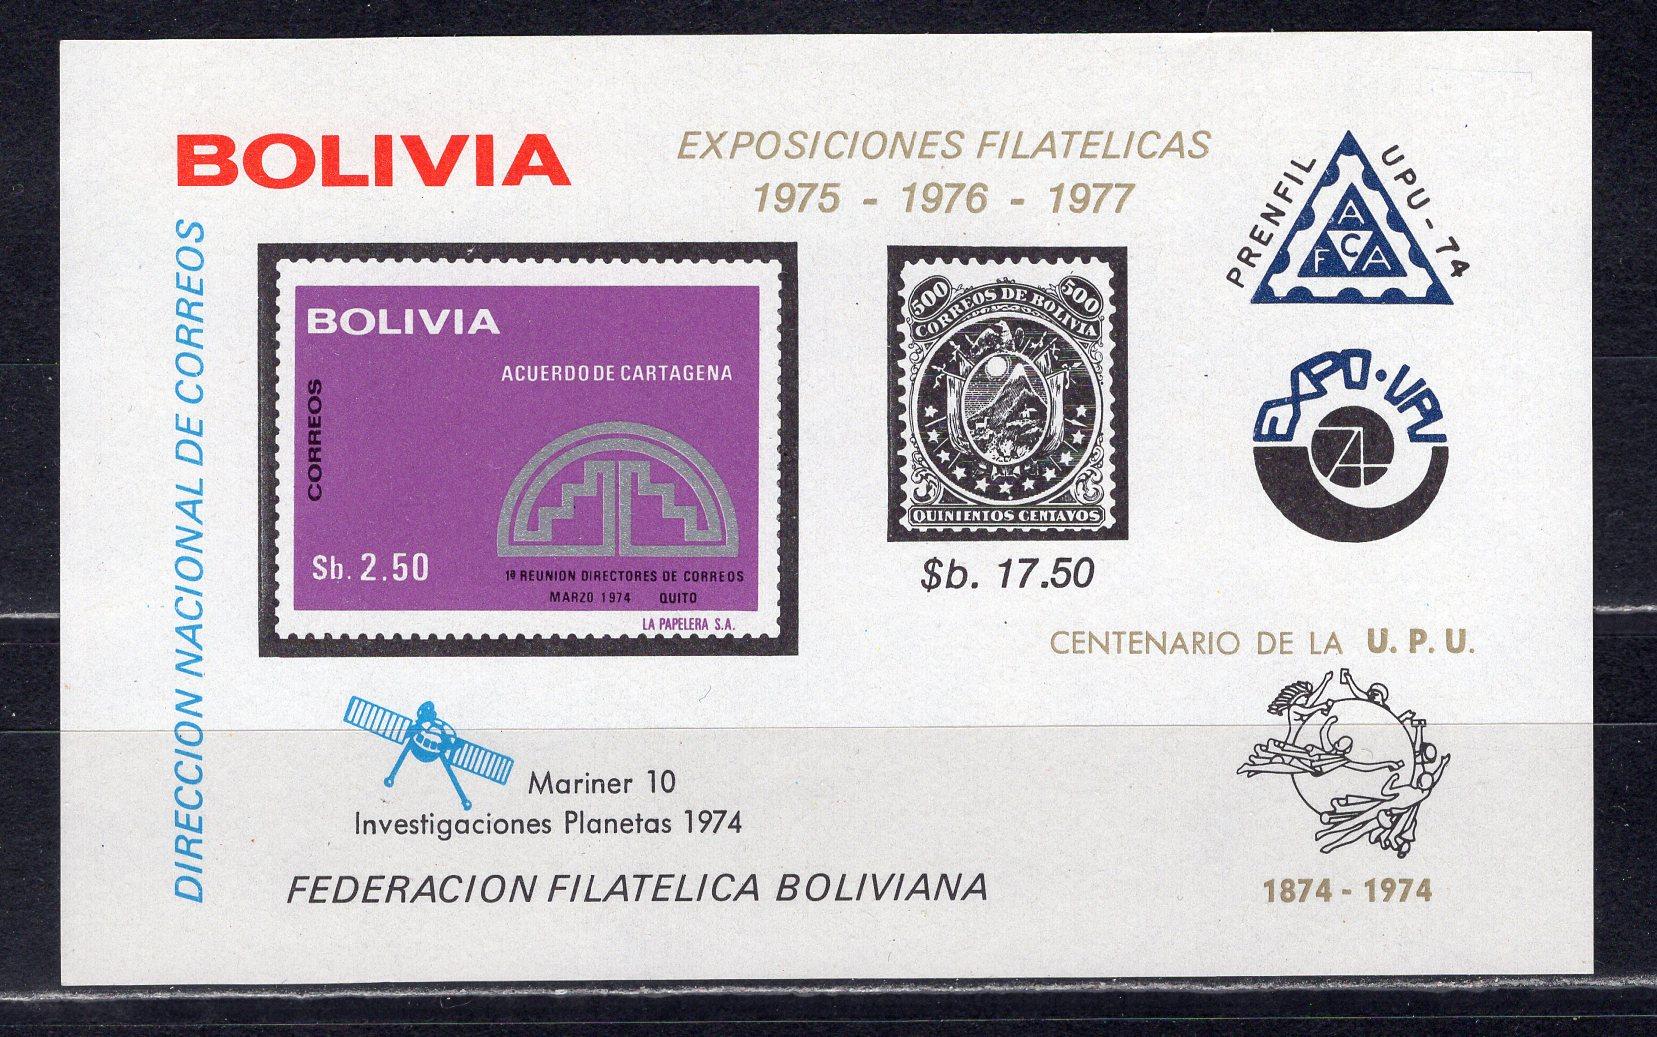 BOLIVIA
EXPOSICIONES FILATELICAS
1975 - 1976 - 1977
PRENFIL UPU-74
A
F C A
DIRECCION NACIONAL DE CORREOS
BOLIVIA
ACUERDO DE CARTAGENA
CORREOS
$b. 2.50
1ª REUNION DIRECTORES DE CORREOS
MARZO 1974 QUITO
LA PAPELERA S.A.
500 500
CORREOS DE BOLIVIA
QUINIENTOS CENTAVOS
$b. 17.50
EXPO·UPU
74
CENTENARIO DE LA U.P.U.
Mariner 10
Investigaciones Planetas 1974
FEDERACION FILATELICA BOLIVIANA
1874 - 1974